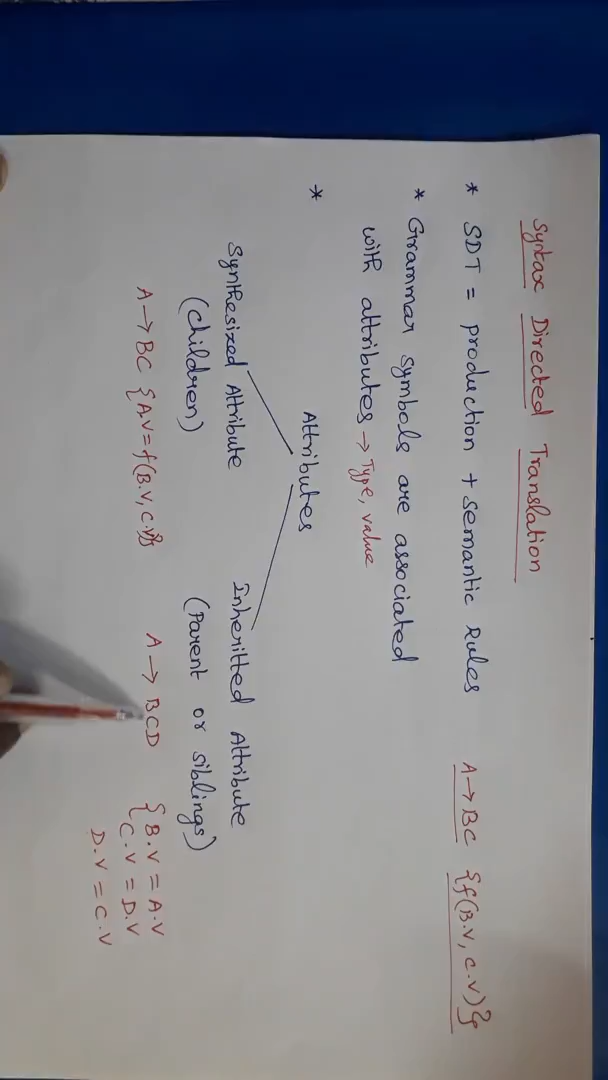 Syntax Directed Translation
* SDT = production + Semantic Rules A → BC {f(B.V, C.V)}
* Grammar symbols are associated
with attributes → Type, value
* Attributes
Synthesized Attribute Inheritted Attribute
(children) (Parent or siblings)
A → BC {A.V = f(B.V, C.V)} A → BCD { B.V = A.V
C.V = D.V
D.V = C.V